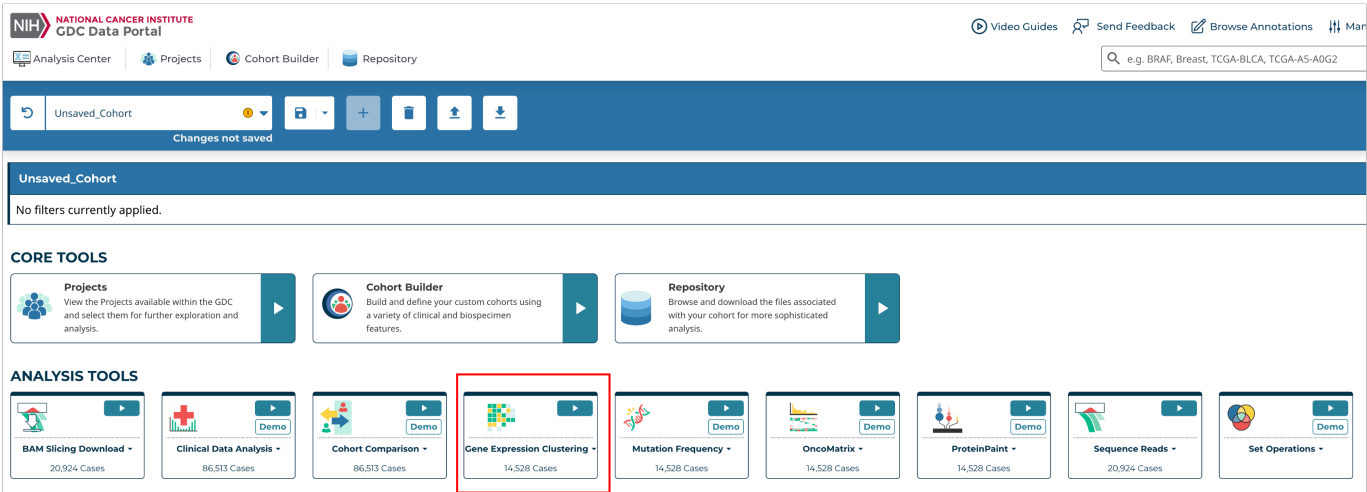 NIH NATIONAL CANCER INSTITUTE
GDC Data Portal
Video Guides Send Feedback Browse Annotations
Analysis Center Projects Cohort Builder Repository
e.g. BRAF, Breast, TCGA-BLCA, TCGA-A5-A0G2
Unsaved_Cohort
Changes not saved
Unsaved_Cohort
No filters currently applied.
CORE TOOLS
Projects
View the Projects available within the GDC
and select them for further exploration and
analysis.
Cohort Builder
Build and define your custom cohorts using
a variety of clinical and biospecimen
features.
Repository
Browse and download the files associated
with your cohort for more sophisticated
analysis.
ANALYSIS TOOLS
BAM Slicing Download
20,924 Cases
Demo
Clinical Data Analysis
86,513 Cases
Demo
Cohort Comparison
86,513 Cases
Gene Expression Clustering
14,528 Cases
Demo
Mutation Frequency
14,528 Cases
Demo
OncoMatrix
14,528 Cases
Demo
ProteinPaint
14,528 Cases
Sequence Reads
20,924 Cases
Demo
Set Operations